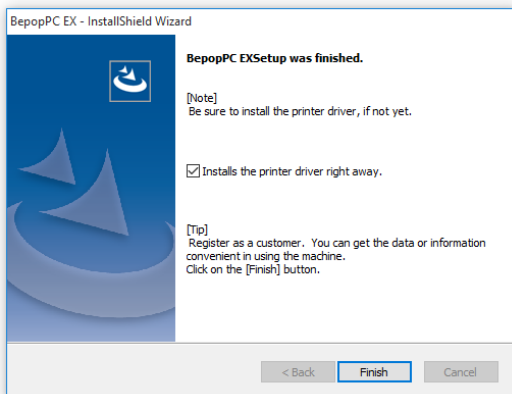 BepopPC EX - InstallShield Wizard
BepopPC EXSetup was finished.
[Note]
Be sure to install the printer driver, if not yet.
Installs the printer driver right away.
[Tip]
Register as a customer. You can get the data or information
convenient in using the machine.
Click on the [Finish] button.
< Back
Finish
Cancel